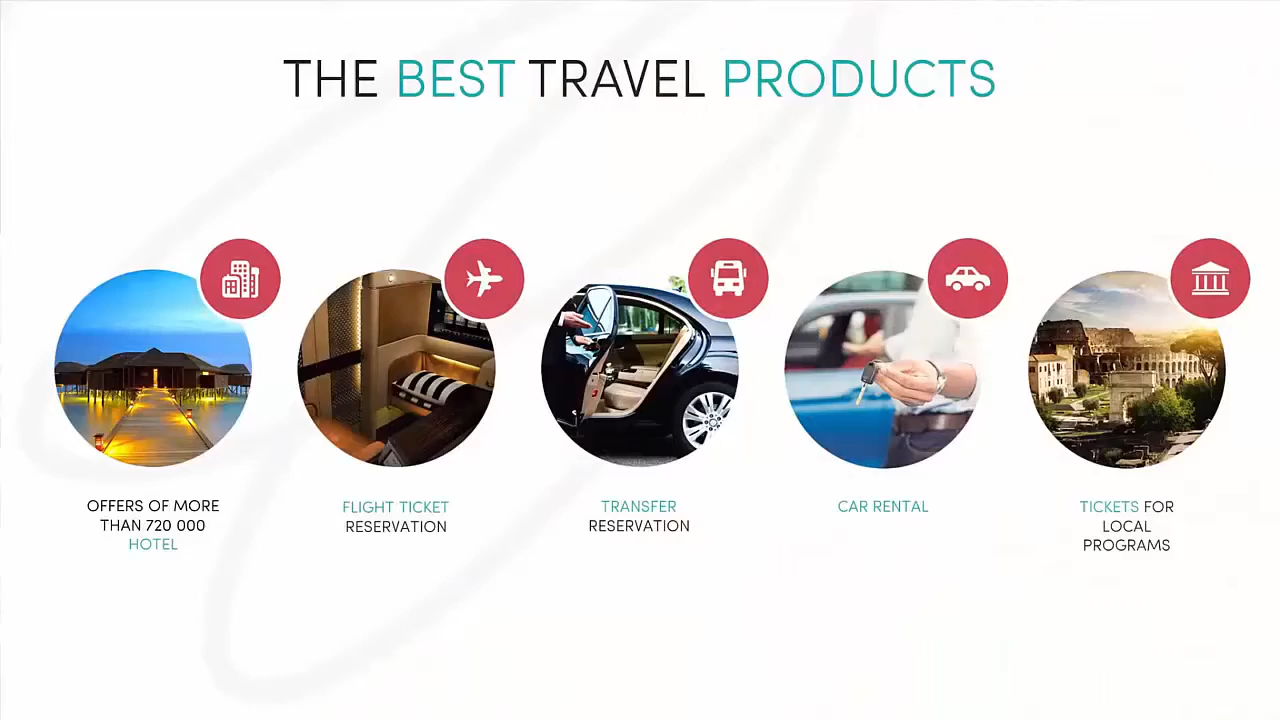 THE BEST TRAVEL PRODUCTS
OFFERS OF MORE
THAN 720 000
HOTEL
FLIGHT TICKET
RESERVATION
TRANSFER
RESERVATION
CAR RENTAL
TICKETS FOR
LOCAL
PROGRAMS